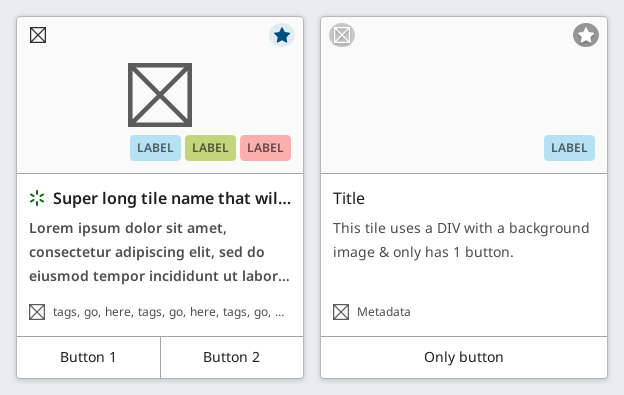 LABEL LABEL LABEL
Super long tile name that wil...
Lorem ipsum dolor sit amet,
consectetur adipiscing elit, sed do
eiusmod tempor incididunt ut labor...
tags, go, here, tags, go, here, tags, go, ...
Button 1 Button 2
LABEL
Title
This tile uses a DIV with a background
image & only has 1 button.
Metadata
Only button